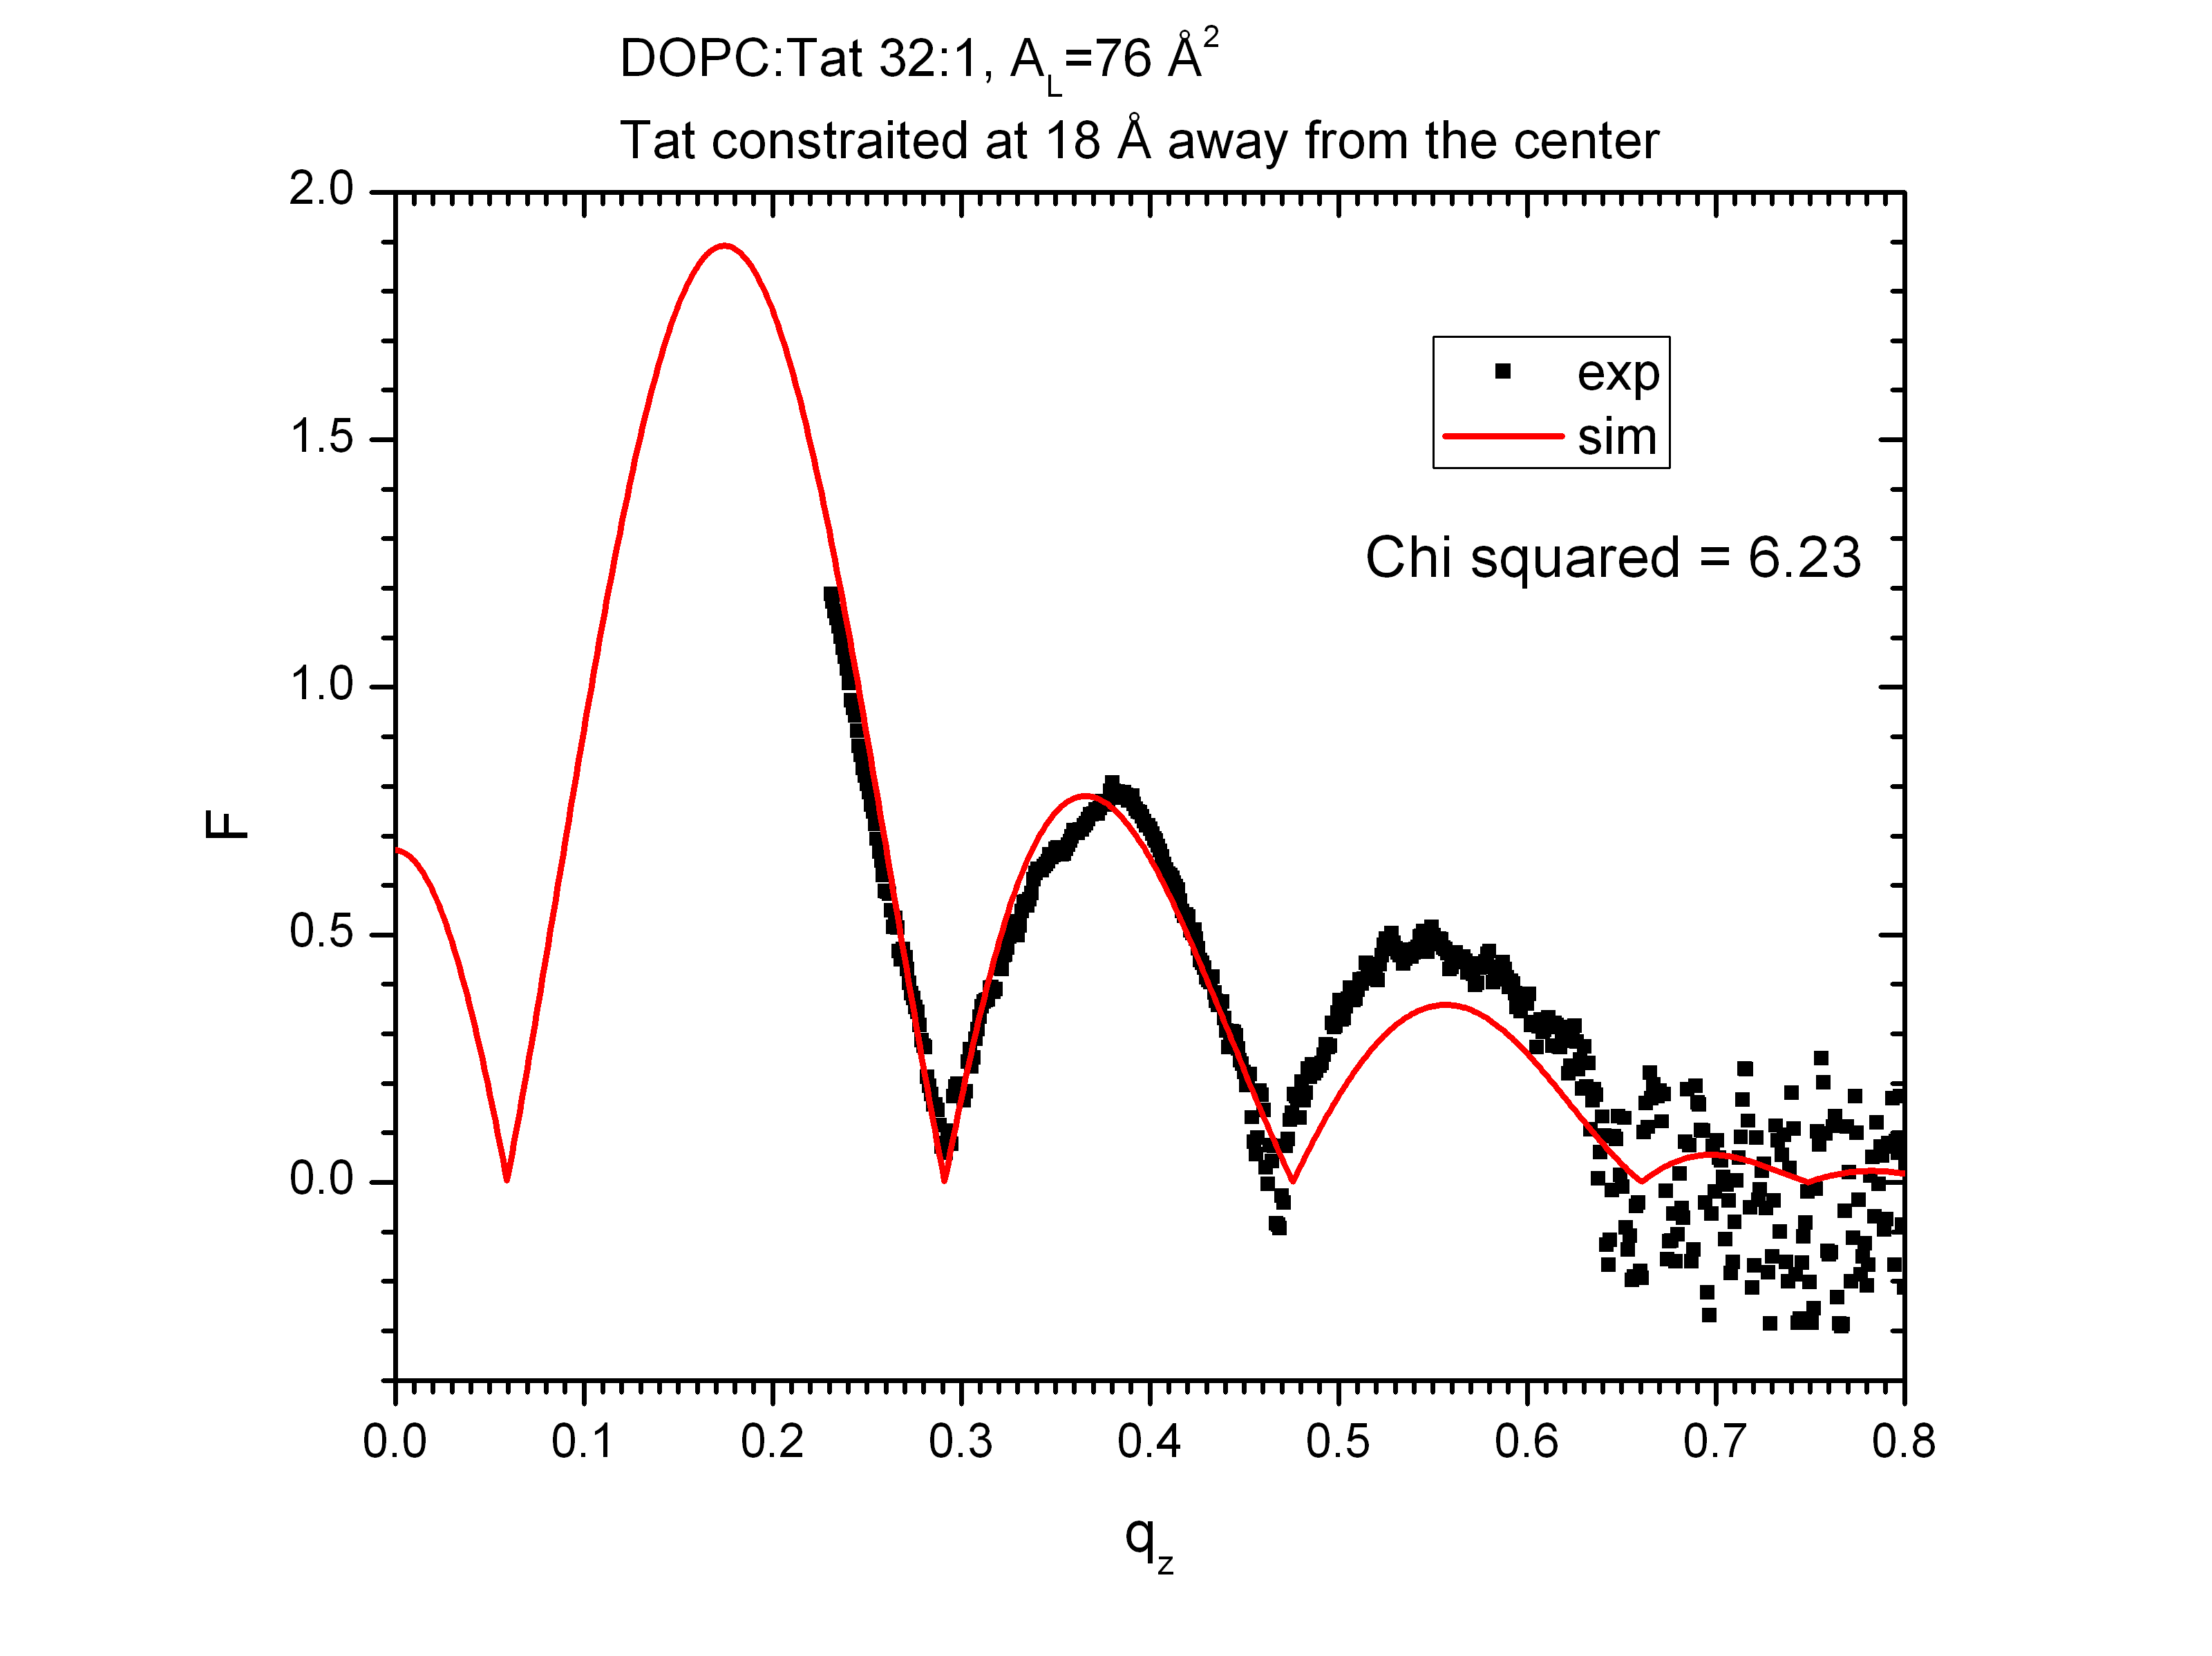 DOPC:Tat 32:1, A_L=76 Å²
Tat constraited at 18 Å away from the center
2.0
1.5
1.0
0.5
0.0
F
exp
sim
Chi squared = 6.23
0.0 0.1 0.2 0.3 0.4 0.5 0.6 0.7 0.8
q_z